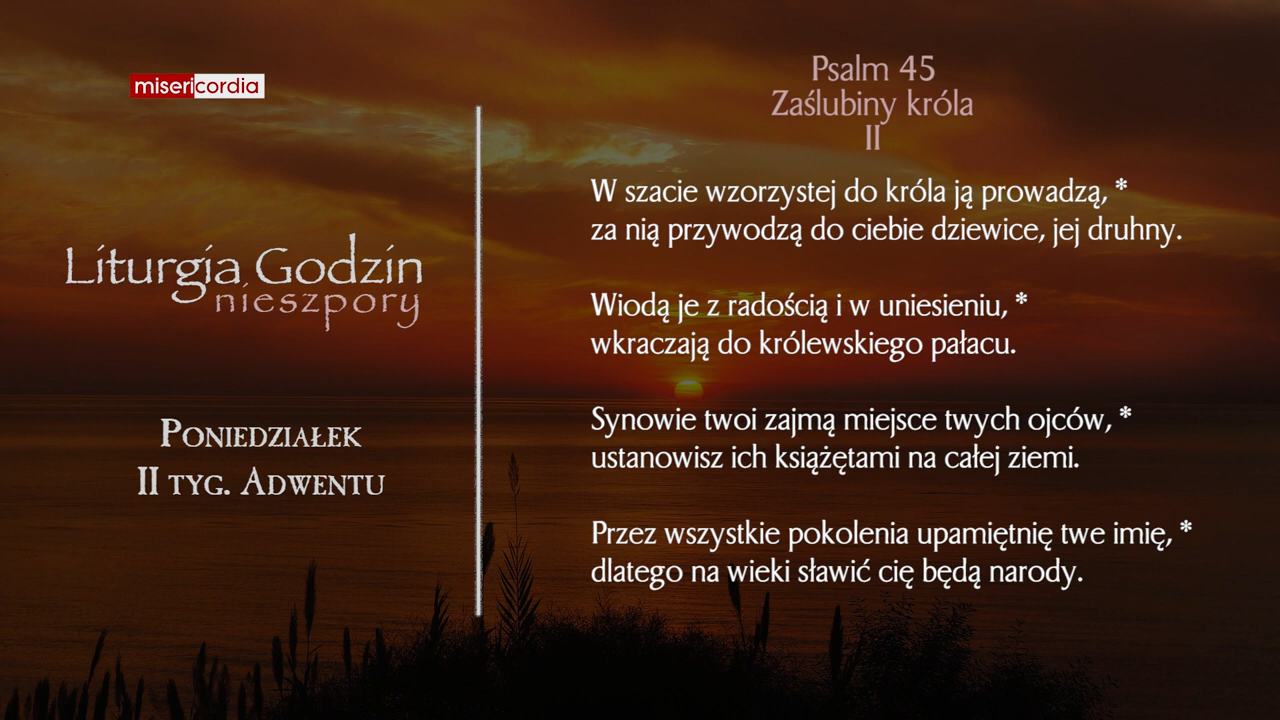 misericordia
Liturgia Godzin
nieszpory
Poniedziałek
II tyg. Adwentu
Psalm 45
Zaślubiny króla
II
W szacie wzorzystej do króla ją prowadzą, *
za nią przywodzą do ciebie dziewice, jej druhny.
Wiodą je z radością i w uniesieniu, *
wkraczają do królewskiego pałacu.
Synowie twoi zajmą miejsce twych ojców, *
ustanowisz ich książętami na całej ziemi.
Przez wszystkie pokolenia upamiętnię twe imię, *
dlatego na wieki sławić cię będą narody.